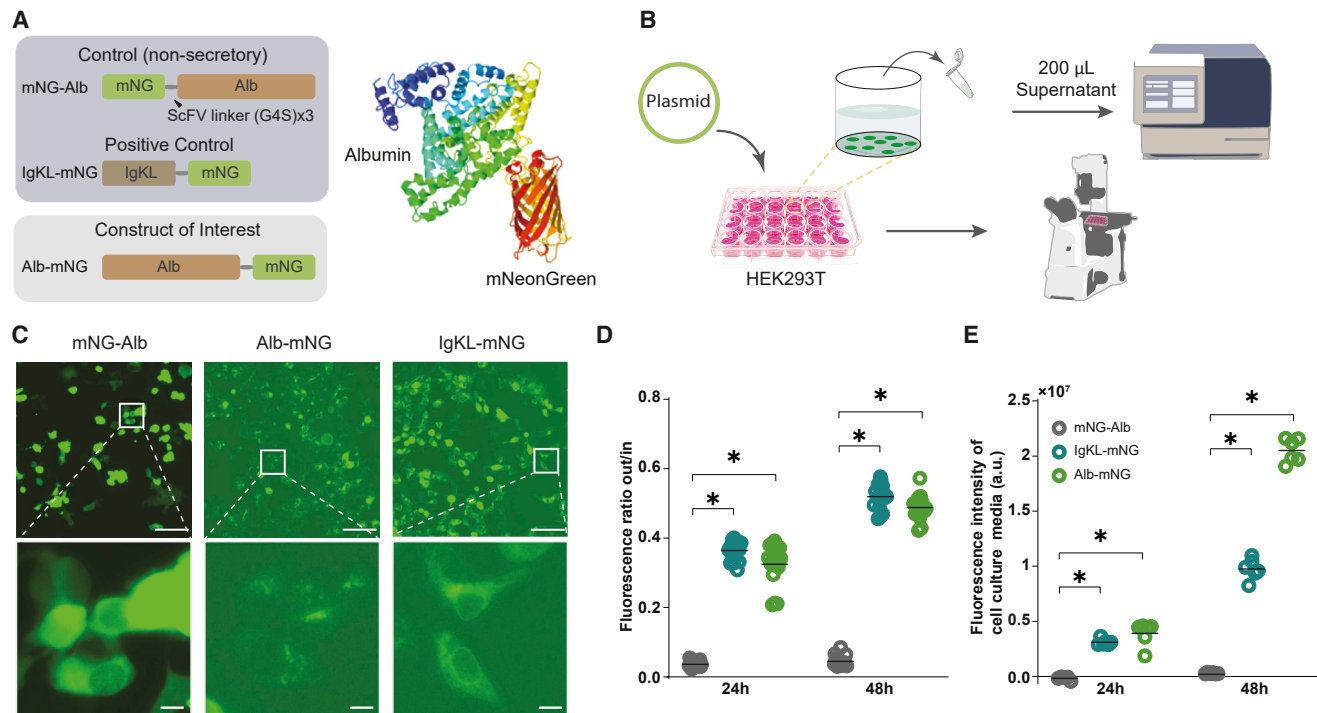 A
Control (non-secretory)
mNG-Alb
mNG
Alb
ScFV linker (G4S)x3
Positive Control
IgKL-mNG
IgKL
mNG
Construct of Interest
Alb-mNG
Alb
mNG
Albumin
mNeonGreen
B
Plasmid
HEK293T
200 µL
Supernatant
C
mNG-Alb
Alb-mNG
IgKL-mNG
D
Fluorescence ratio out/in
0.8
0.6
0.4
0.2
0.0
* * * *
24h
48h
E
Fluorescence intensity of
cell culture media (a.u.)
×10⁷
2.5
2.0
1.5
1
0.5
0.0
mNG-Alb
IgKL-mNG
Alb-mNG
* * * *
24h
48h